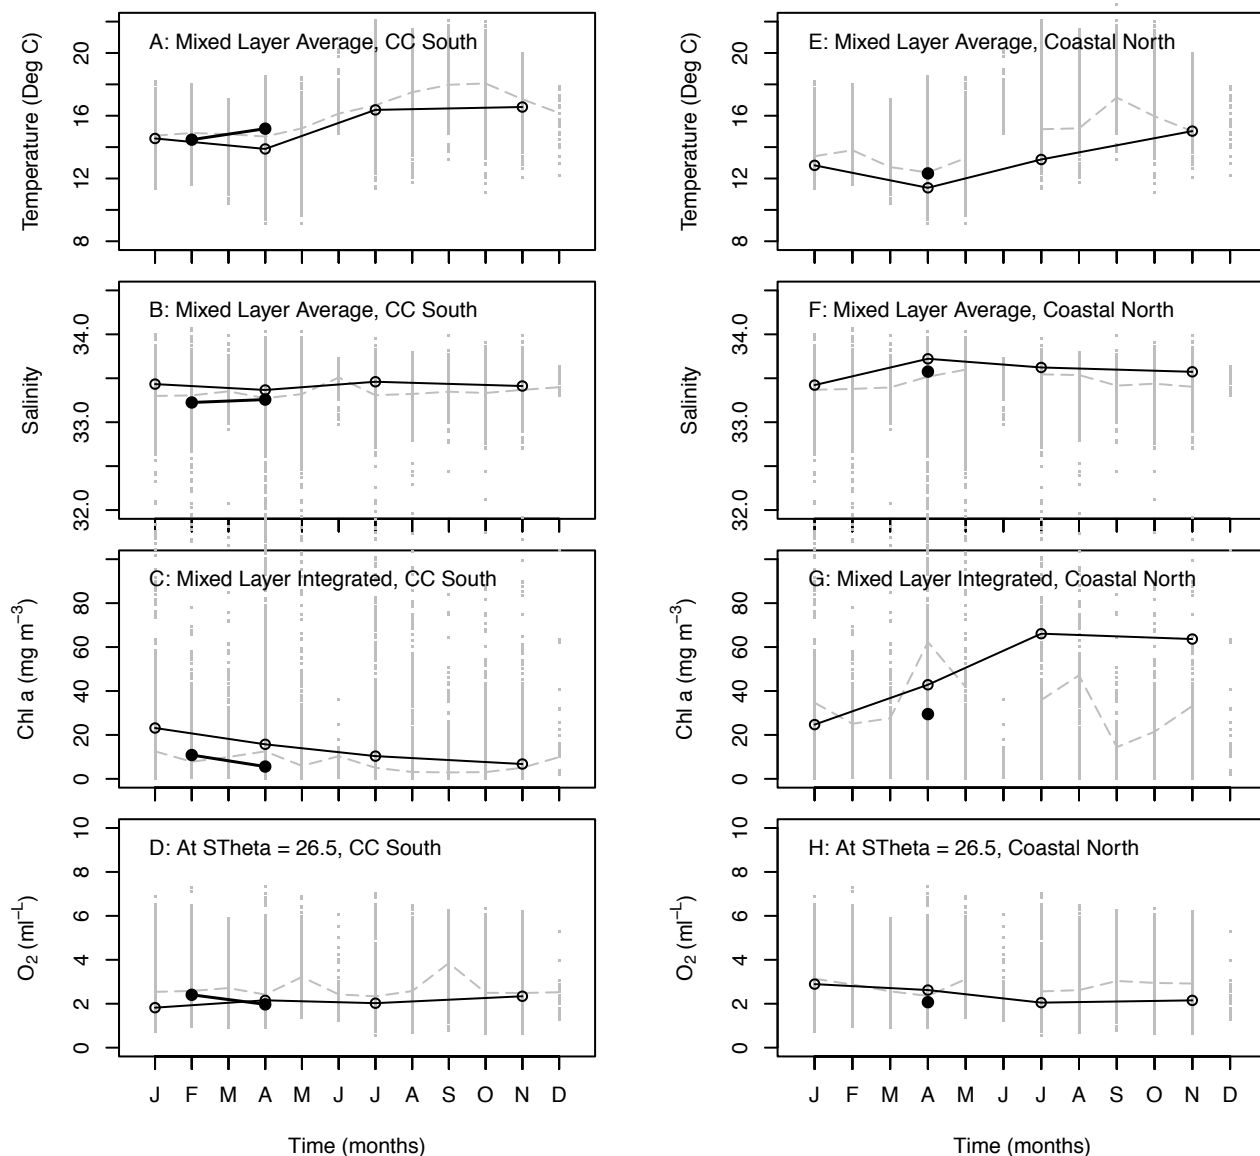 A: Mixed Layer Average, CC South
Temperature (Deg C)
8 12 16 20
B: Mixed Layer Average, CC South
Salinity
32.0 33.0 34.0
C: Mixed Layer Integrated, CC South
Chl a (mg m⁻³)
0 20 40 60 80
D: At STheta = 26.5, CC South
O₂ (ml⁻ᴸ)
0 2 4 6 8 10
J F M A M J J A S O N D
Time (months)
E: Mixed Layer Average, Coastal North
Temperature (Deg C)
8 12 16 20
F: Mixed Layer Average, Coastal North
Salinity
32.0 33.0 34.0
G: Mixed Layer Integrated, Coastal North
Chl a (mg m⁻³)
0 20 40 60 80
H: At STheta = 26.5, Coastal North
O₂ (ml⁻ᴸ)
0 2 4 6 8 10
J F M A M J J A S O N D
Time (months)